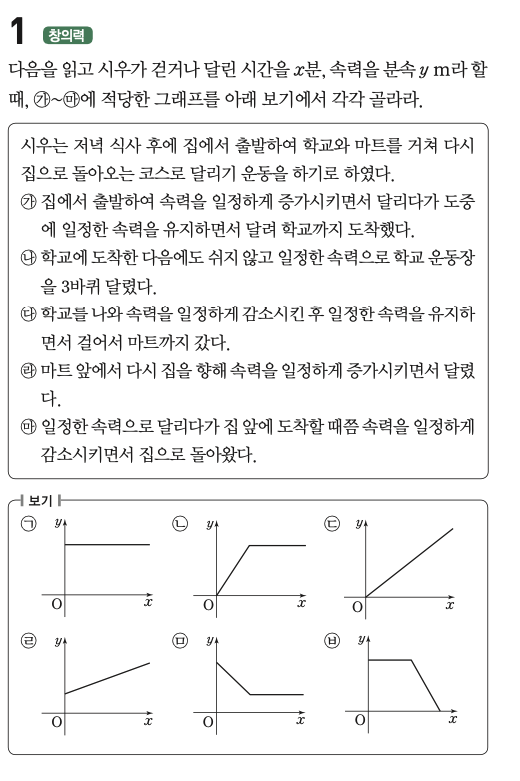 1 창의력
다음을 읽고 시우가 걷거나 달린 시간을 x분, 속력을 분속 y m라 할
때, ㉮~㉲에 적당한 그래프를 아래 보기에서 각각 골라라.
시우는 저녁 식사 후에 집에서 출발하여 학교와 마트를 거쳐 다시
집으로 돌아오는 코스로 달리기 운동을 하기로 하였다.
㉮ 집에서 출발하여 속력을 일정하게 증가시키면서 달리다가 도중
에 일정한 속력을 유지하면서 달려 학교까지 도착했다.
㉯ 학교에 도착한 다음에도 쉬지 않고 일정한 속력으로 학교 운동장
을 3바퀴 달렸다.
㉰ 학교를 나와 속력을 일정하게 감소시킨 후 일정한 속력을 유지하
면서 걸어서 마트까지 갔다.
㉱ 마트 앞에서 다시 집을 향해 속력을 일정하게 증가시키면서 달렸
다.
㉲ 일정한 속력으로 달리다가 집 앞에 도착할 때쯤 속력을 일정하게
감소시키면서 집으로 돌아왔다.
보기
㉠ y O x
㉡ y O x
㉢ y O x
㉣ y O x
㉤ y O x
㉥ y O x